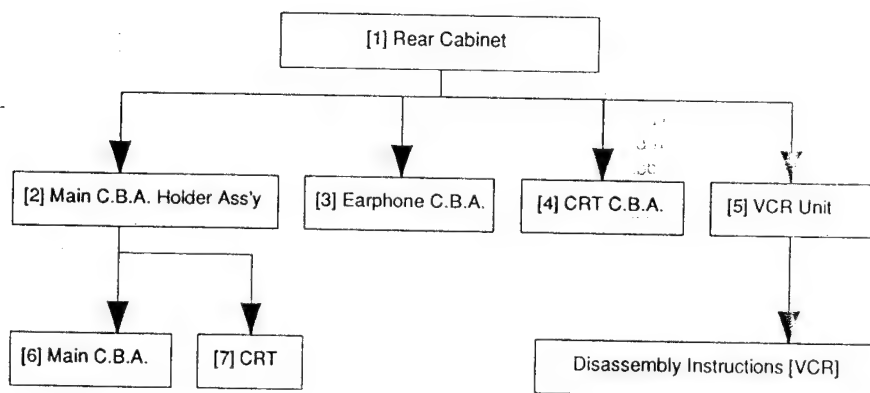 [1] Rear Cabinet
[2] Main C.B.A. Holder Ass'y
[3] Earphone C.B.A.
[4] CRT C.B.A.
[5] VCR Unit
[6] Main C.B.A.
[7] CRT
Disassembly Instructions [VCR]